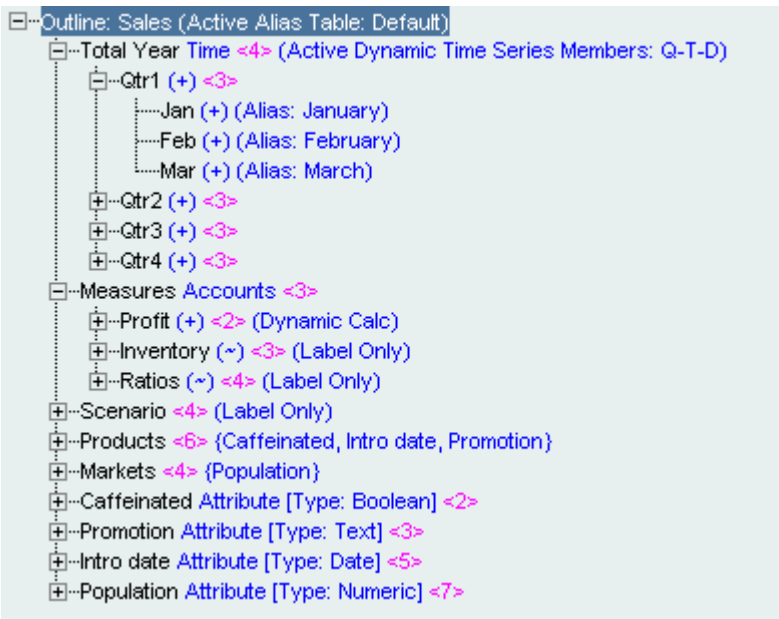 Outline: Sales (Active Alias Table: Default)
Total Year Time <4> (Active Dynamic Time Series Members: Q-T-D)
Qtr1 (+) <3>
Jan (+) (Alias: January)
Feb (+) (Alias: February)
Mar (+) (Alias: March)
Qtr2 (+) <3>
Qtr3 (+) <3>
Qtr4 (+) <3>
Measures Accounts <3>
Profit (+) <2> (Dynamic Calc)
Inventory (~) <3> (Label Only)
Ratios (~) <4> (Label Only)
Scenario <4> (Label Only)
Products <6> {Caffeinated, Intro date, Promotion}
Markets <4> {Population}
Caffeinated Attribute [Type: Boolean] <2>
Promotion Attribute [Type: Text] <3>
Intro date Attribute [Type: Date] <5>
Population Attribute [Type: Numeric] <7>